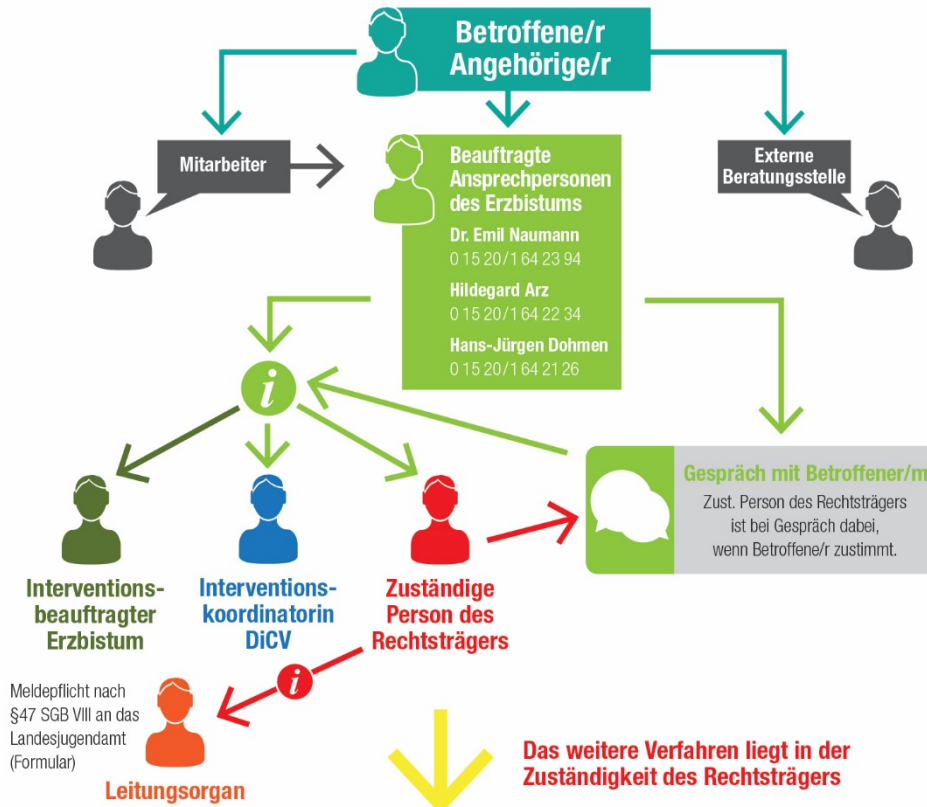 Betroffene/r
Angehörige/r
Mitarbeiter
Beauftragte
Ansprechpersonen
des Erzbistums
Dr. Emil Naumann
0 15 20/1 64 23 94
Hildegard Arz
0 15 20/1 64 22 34
Hans-Jürgen Dohmen
0 15 20/1 64 21 26
Externe
Beratungsstelle
i
Gespräch mit Betroffener/m
Zust. Person des Rechtsträgers
ist bei Gespräch dabei,
wenn Betroffene/r zustimmt.
Interventions-
beauftragter
Erzbistum
Interventions-
koordinatorin
DiCV
Zuständige
Person des
Rechtsträgers
i
Meldepflicht nach
§47 SGB VIII an das
Landesjugendamt
(Formular)
Leitungsorgan
Das weitere Verfahren liegt in der
Zuständigkeit des Rechtsträgers